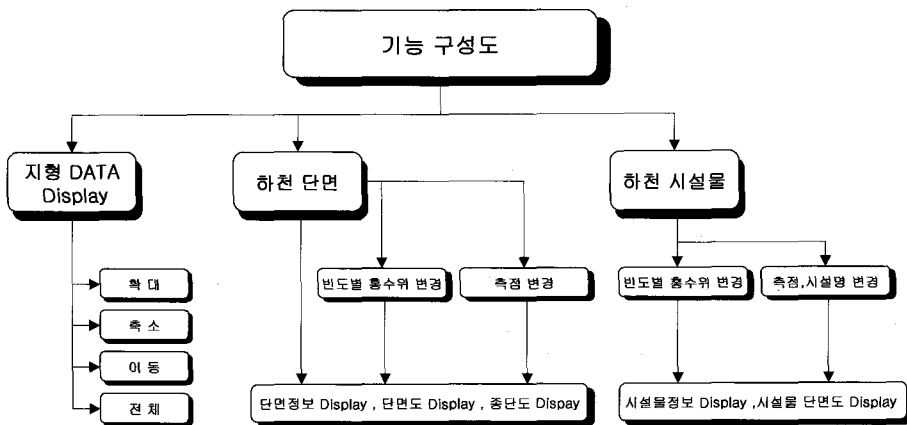 기능 구성도
지형 DATA
Display
하천 단면
하천 시설물
확 대
축 소
이 동
전 체
빈도별 홍수위 변경
측점 변경
빈도별 홍수위 변경
측점,시설명 변경
단면정보 Display , 단면도 Display , 종단도 Dispay
시설물정보 Display ,시설물 단면도 Display